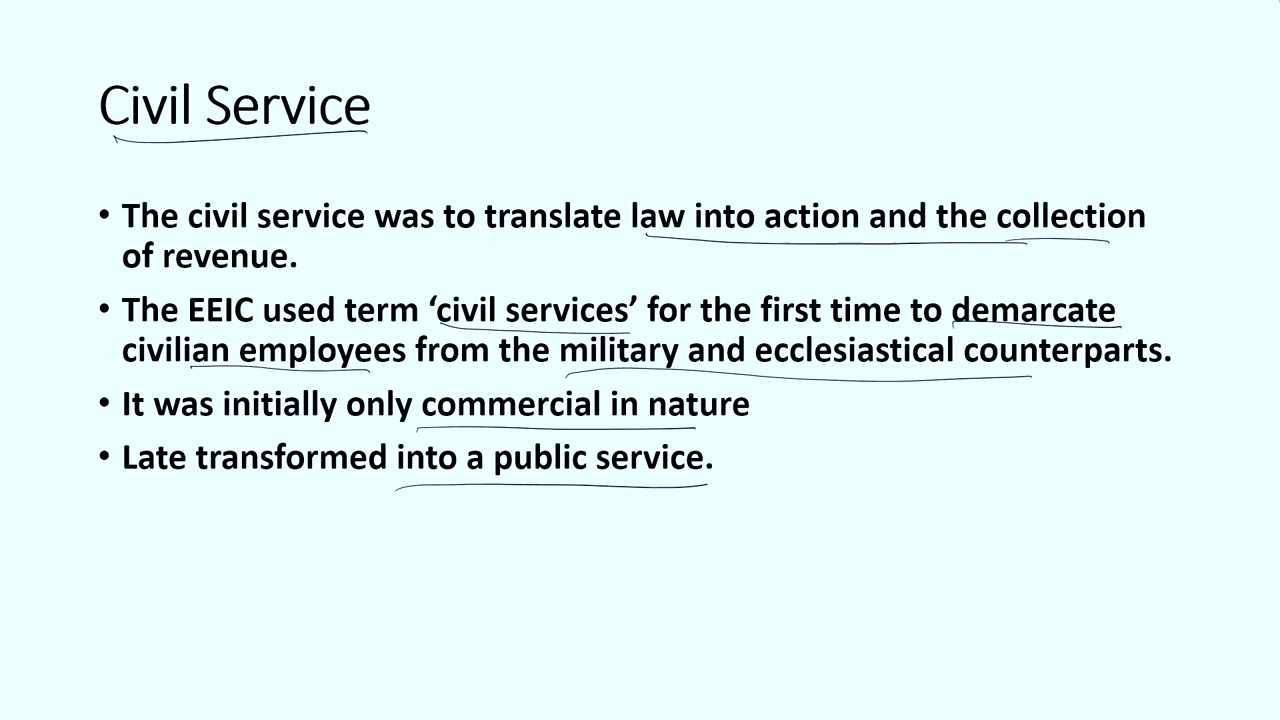 Civil Service
• The civil service was to translate law into action and the collection
of revenue.
• The EEIC used term ‘civil services’ for the first time to demarcate
civilian employees from the military and ecclesiastical counterparts.
• It was initially only commercial in nature
• Late transformed into a public service.